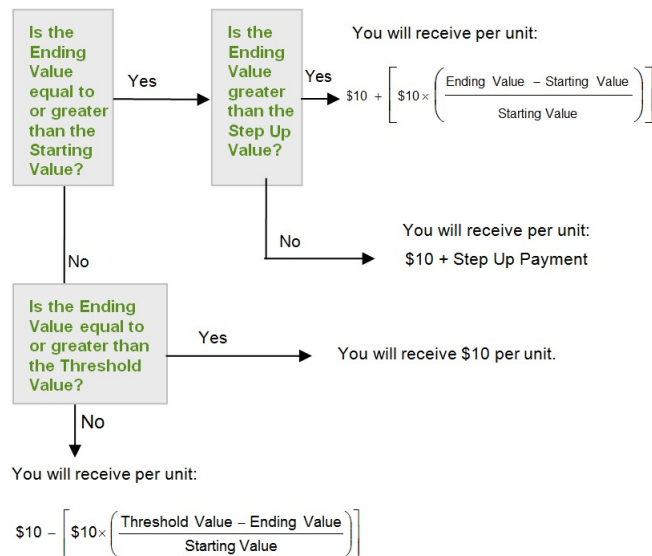 Is the
Ending
Value
equal to
or greater
than the
Starting
Value?
Yes
Is the
Ending
Value
greater
than the
Step Up
Value?
Yes
You will receive per unit:
$10 + [ $10 × ( Ending Value – Starting Value / Starting Value ) ]
No
You will receive per unit:
$10 + Step Up Payment
No
Is the Ending
Value equal to
or greater than
the Threshold
Value?
Yes
You will receive $10 per unit.
No
You will receive per unit:
$10 – [ $10× ( Threshold Value – Ending Value / Starting Value ) ]